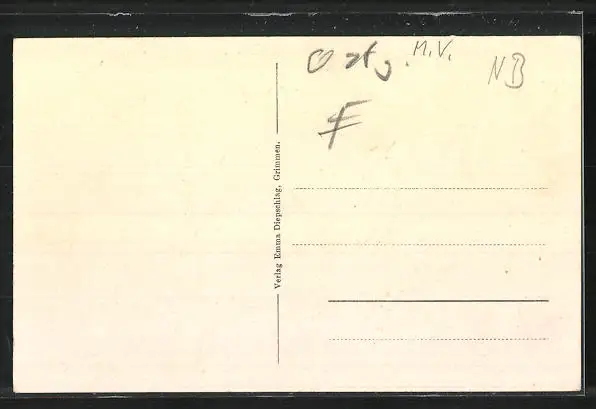 M.V.
NB
F
Verlag Emma Diepschlag, Grimmen.